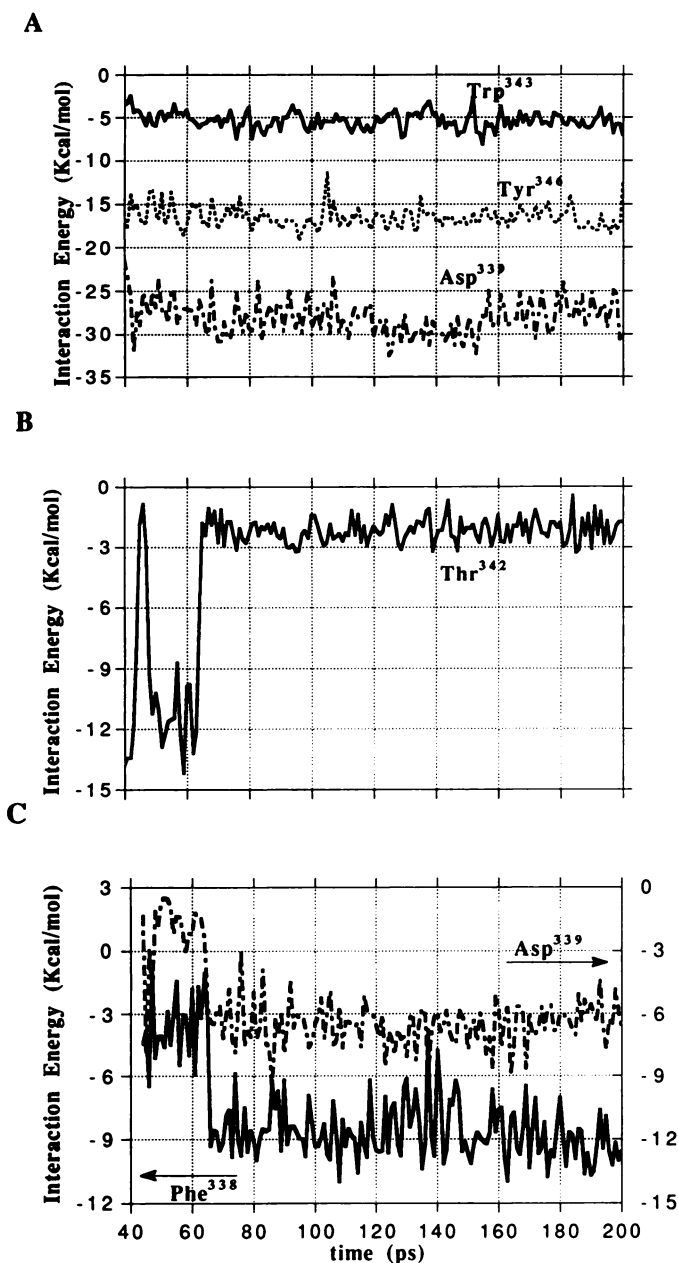 A
Interaction Energy (Kcal/mol)
0
-5
-10
-15
-20
-25
-30
-35
Trp343
Tyr346
Asp339
B
Interaction Energy (Kcal/mol)
0
-3
-6
-9
-12
-15
Thr342
C
Interaction Energy (Kcal/mol)
3
0
-3
-6
-9
-12
0
-3
-6
-9
-12
-15
Asp339
Phe338
40 60 80 100 120 140 160 180 200
time (ps)